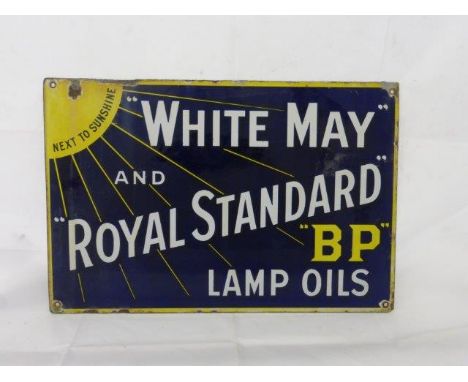 NEXT TO SUNSHINE
"WHITE MAY"
AND
"ROYAL STANDARD"
"BP"
LAMP OILS